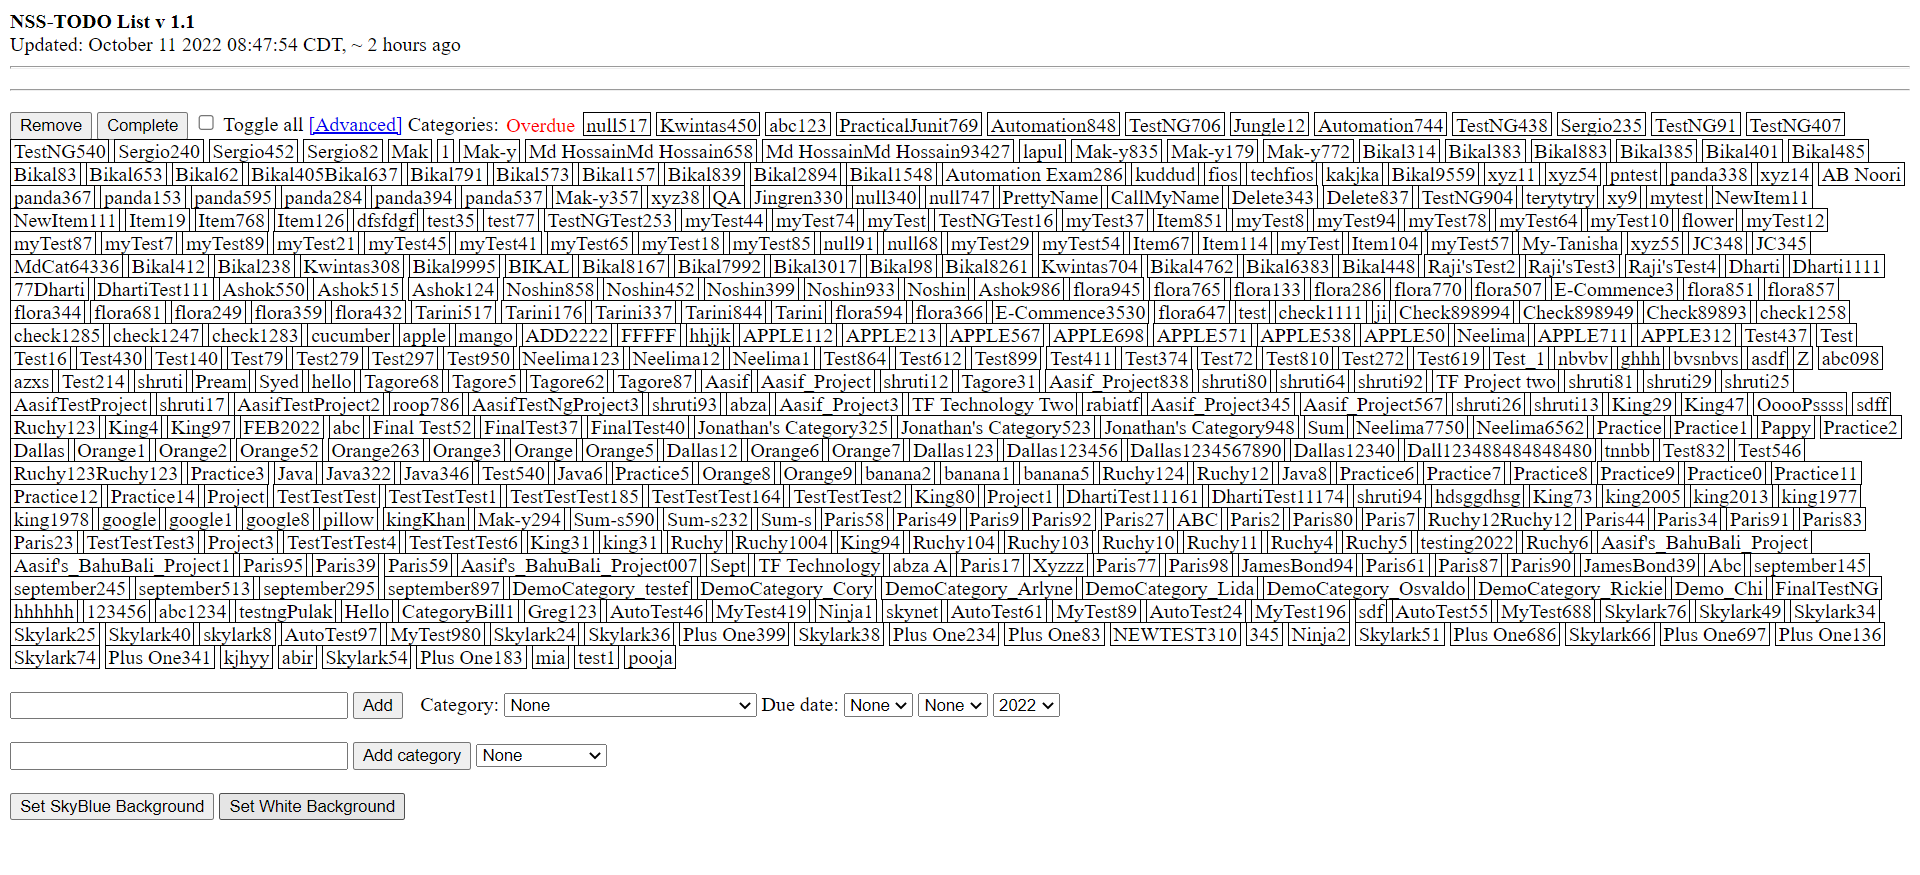 NSS-TODO List v 1.1
Updated: October 11 2022 08:47:54 CDT, ~ 2 hours ago
Remove Complete Toggle all [Advanced] Categories: Overdue null517 Kwintas450 abc123 PracticalJunit769 Automation848 TestNG706 Jungle12 Automation744 TestNG438 Sergio235 TestNG91 TestNG407
TestNG540 Sergio240 Sergio452 Sergio82 Mak 1 Mak-y Md HossainMd Hossain658 Md HossainMd Hossain93427 lapul Mak-y835 Mak-y179 Mak-y772 Bikal314 Bikal383 Bikal883 Bikal385 Bikal401 Bikal485
Bikal83 Bikal653 Bikal62 Bikal405Bikal637 Bikal791 Bikal573 Bikal157 Bikal839 Bikal2894 Bikal1548 Automation Exam286 kuddud fios techfios kakjka Bikal9559 xyz11 xyz54 pntest panda338 xyz14 AB Noori
panda367 panda153 panda595 panda284 panda394 panda537 Mak-y357 xyz38 QA Jingren330 null340 null747 PrettyName CallMyName Delete343 Delete837 TestNG904 terytytry xy9 mytest NewItem11
NewItem111 Item19 Item768 Item126 dfsfdgf test35 test77 TestNGTest253 myTest44 myTest74 myTest TestNGTest16 myTest37 Item851 myTest8 myTest94 myTest78 myTest64 myTest10 flower myTest12
myTest87 myTest7 myTest89 myTest21 myTest45 myTest41 myTest65 myTest18 myTest85 null91 null68 myTest29 myTest54 Item67 Item114 myTest Item104 myTest57 My-Tanisha xyz55 JC348 JC345
MdCat64336 Bikal412 Bikal238 Kwintas308 Bikal9995 BIKAL Bikal8167 Bikal7992 Bikal3017 Bikal98 Bikal8261 Kwintas704 Bikal4762 Bikal6383 Bikal448 Raji'sTest2 Raji'sTest3 Raji'sTest4 Dharti Dharti1111
77Dharti DhartiTest111 Ashok550 Ashok515 Ashok124 Noshin858 Noshin452 Noshin399 Noshin933 Noshin Ashok986 flora945 flora765 flora133 flora286 flora770 flora507 E-Commence3 flora851 flora857
flora344 flora681 flora249 flora359 flora432 Tarini517 Tarini176 Tarini337 Tarini844 Tarini flora594 flora366 E-Commence3530 flora647 test check1111 ji Check898994 Check898949 Check89893 check1258
check1285 check1247 check1283 cucumber apple mango ADD2222 FFFFF hhjjk APPLE112 APPLE213 APPLE567 APPLE698 APPLE571 APPLE538 APPLE50 Neelima APPLE711 APPLE312 Test437 Test
Test16 Test430 Test140 Test79 Test279 Test297 Test950 Neelima123 Neelima12 Neelima1 Test864 Test612 Test899 Test411 Test374 Test72 Test810 Test272 Test619 Test_1 nbvbv ghhh bvsnbvs asdf Z abc098
azxs Test214 shruti Pream Syed hello Tagore68 Tagore5 Tagore62 Tagore87 Aasif Aasif_Project shruti12 Tagore31 Aasif_Project838 shruti80 shruti64 shruti92 TF Project two shruti81 shruti29 shruti25
AasifTestProject shruti17 AasifTestProject2 roop786 AasifTestNgProject3 shruti93 abza Aasif_Project3 TF Technology Two rabiatf Aasif_Project345 Aasif_Project567 shruti26 shruti13 King29 King47 OoooPssss sdff
Ruchy123 King4 King97 FEB2022 abc Final Test52 FinalTest37 FinalTest40 Jonathan's Category325 Jonathan's Category523 Jonathan's Category948 Sum Neelima7750 Neelima6562 Practice Practice1 Pappy Practice2
Dallas Orange1 Orange2 Orange52 Orange263 Orange3 Orange Orange5 Dallas12 Orange6 Orange7 Dallas123 Dallas123456 Dallas1234567890 Dallas12340 Dall123488484848480 tnnbb Test832 Test546
Ruchy123Ruchy123 Practice3 Java Java322 Java346 Test540 Java6 Practice5 Orange8 Orange9 banana2 banana1 banana5 Ruchy124 Ruchy12 Java8 Practice6 Practice7 Practice8 Practice9 Practice0 Practice11
Practice12 Practice14 Project TestTestTest TestTestTest1 TestTestTest185 TestTestTest164 TestTestTest2 King80 Project1 DhartiTest11161 DhartiTest11174 shruti94 hdsggdhsg King73 king2005 king2013 king1977
king1978 google google1 google8 pillow kingKhan Mak-y294 Sum-s590 Sum-s232 Sum-s Paris58 Paris49 Paris9 Paris92 Paris27 ABC Paris2 Paris80 Paris7 Ruchy12Ruchy12 Paris44 Paris34 Paris91 Paris83
Paris23 TestTestTest3 Project3 TestTestTest4 TestTestTest6 King31 king31 Ruchy Ruchy1004 King94 Ruchy104 Ruchy103 Ruchy10 Ruchy11 Ruchy4 Ruchy5 testing2022 Ruchy6 Aasif's_BahuBali_Project
Aasif's_BahuBali_Project1 Paris95 Paris39 Paris59 Aasif's_BahuBali_Project007 Sept TF Technology abza A Paris17 Xyzzz Paris77 Paris98 JamesBond94 Paris61 Paris87 Paris90 JamesBond39 Abc september145
september245 september513 september295 september897 DemoCategory_testef DemoCategory_Cory DemoCategory_Arlyne DemoCategory_Lida DemoCategory_Osvaldo DemoCategory_Rickie Demo_Chi FinalTestNG
hhhhhh 123456 abc1234 testngPulak Hello CategoryBill1 Greg123 AutoTest46 MyTest419 Ninja1 skynet AutoTest61 MyTest89 AutoTest24 MyTest196 sdf AutoTest55 MyTest688 Skylark76 Skylark49 Skylark34
Skylark25 Skylark40 skylark8 AutoTest97 MyTest980 Skylark24 Skylark36 Plus One399 Skylark38 Plus One234 Plus One83 NEWTEST310 345 Ninja2 Skylark51 Plus One686 Skylark66 Plus One697 Plus One136
Skylark74 Plus One341 kjhyy abir Skylark54 Plus One183 mia test1 pooja
Add Category: None Due date: None None 2022
Add category None
Set SkyBlue Background Set White Background